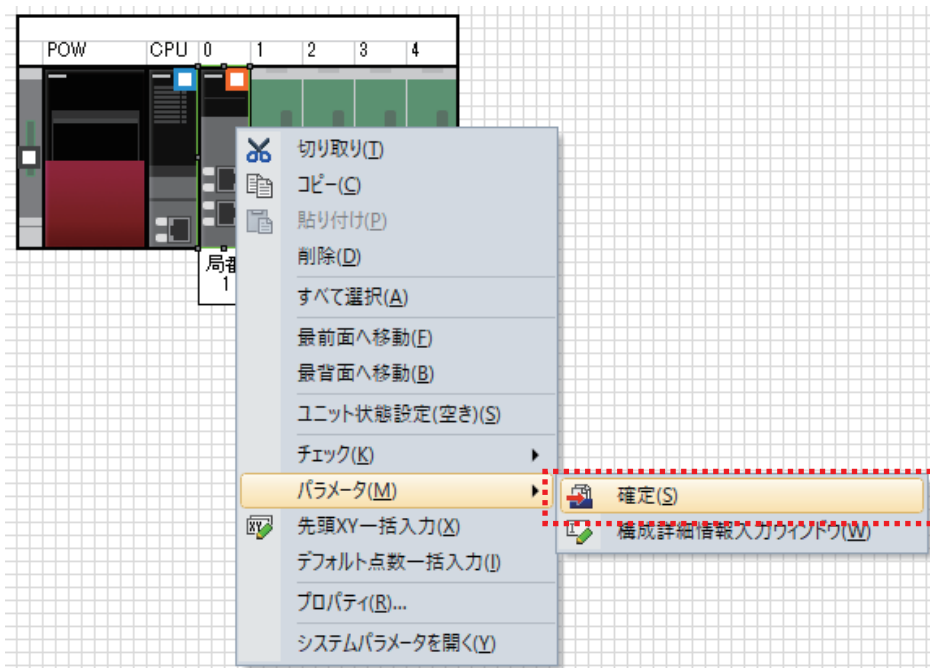 POW CPU 0 1 2 3 4
局番
1
切り取り(T)
コピー(C)
貼り付け(P)
削除(D)
すべて選択(A)
最前面へ移動(F)
最背面へ移動(B)
ユニット状態設定(空き)(S)
チェック(K)
パラメータ(M)
確定(S)
先頭XY一括入力(X)
構成詳細情報入力ウィンドウ(W)
デフォルト点数一括入力(I)
プロパティ(R)...
システムパラメータを開く(Y)